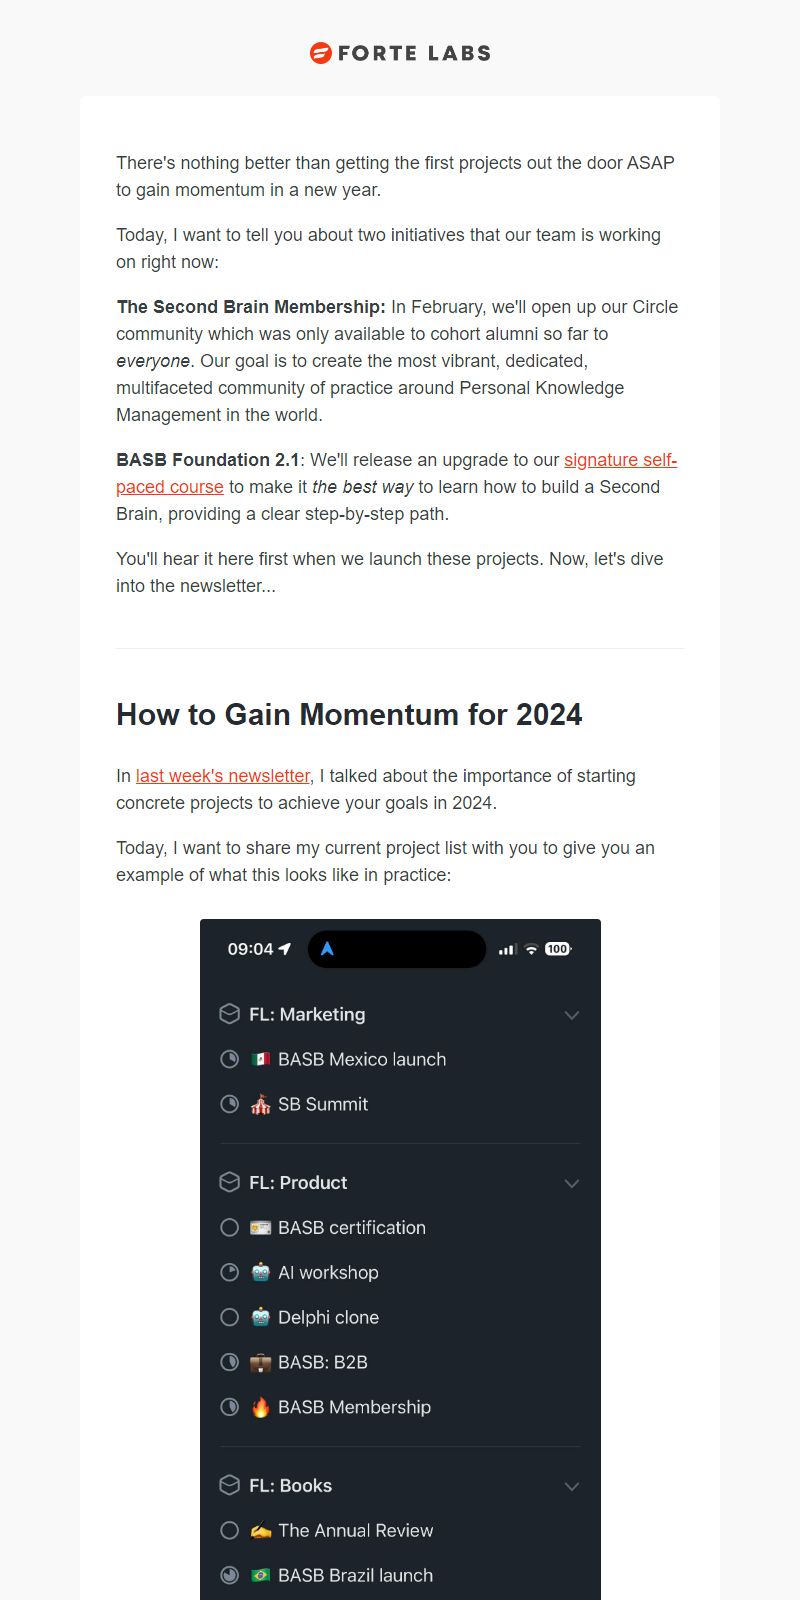 FORTE LABS
There's nothing better than getting the first projects out the door ASAP
to gain momentum in a new year.
Today, I want to tell you about two initiatives that our team is working
on right now:
The Second Brain Membership: In February, we'll open up our Circle
community which was only available to cohort alumni so far to
everyone. Our goal is to create the most vibrant, dedicated,
multifaceted community of practice around Personal Knowledge
Management in the world.
BASB Foundation 2.1: We'll release an upgrade to our signature self-
paced course to make it the best way to learn how to build a Second
Brain, providing a clear step-by-step path.
You'll hear it here first when we launch these projects. Now, let's dive
into the newsletter...
How to Gain Momentum for 2024
In last week's newsletter, I talked about the importance of starting
concrete projects to achieve your goals in 2024.
Today, I want to share my current project list with you to give you an
example of what this looks like in practice:
09:04 100
FL: Marketing
BASB Mexico launch
SB Summit
FL: Product
BASB certification
AI workshop
Delphi clone
BASB: B2B
BASB Membership
FL: Books
The Annual Review
BASB Brazil launch